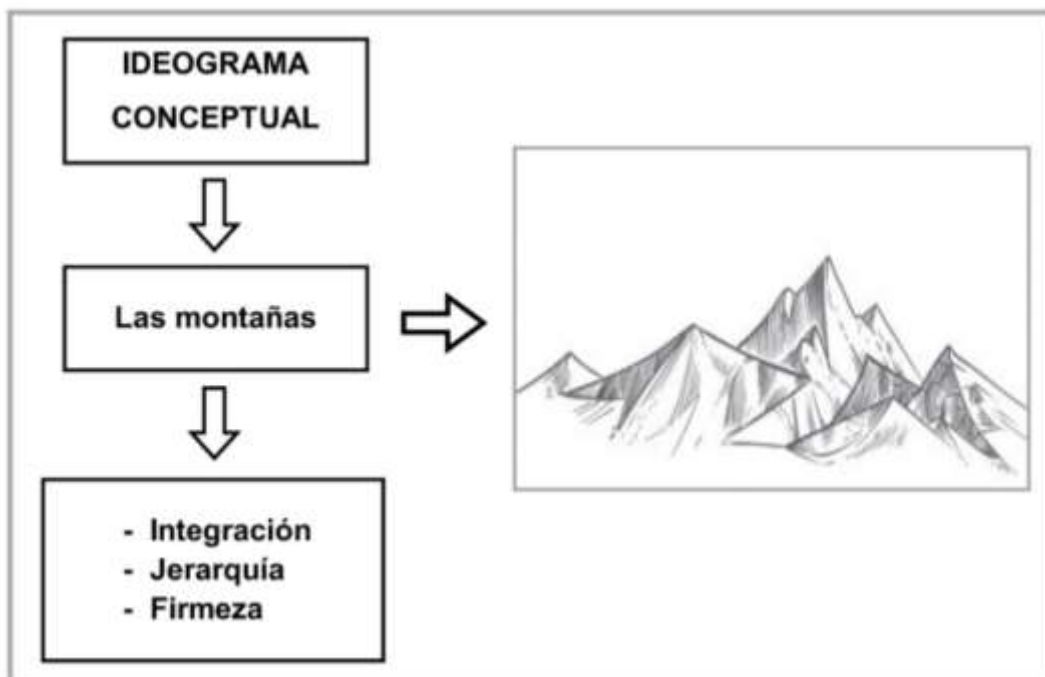 IDEOGRAMA
CONCEPTUAL
Las montañas
- Integración
- Jerarquía
- Firmeza